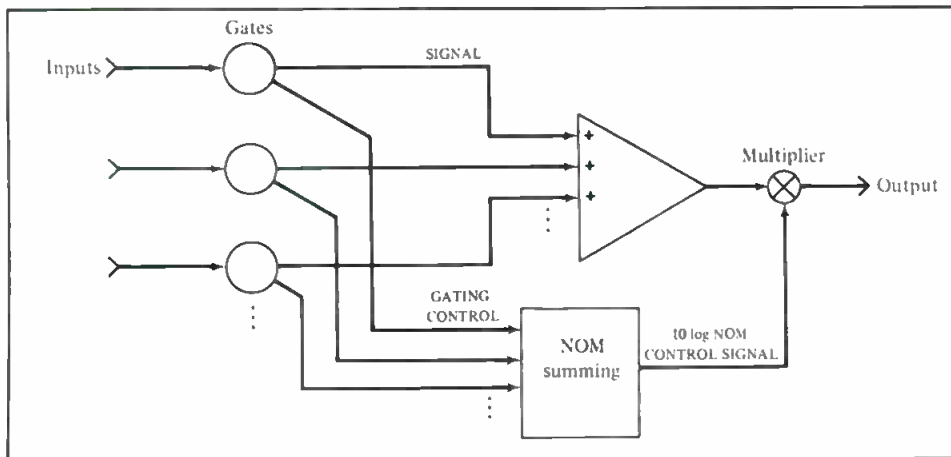 Gates
Inputs
SIGNAL
+
+
+
⋮
Multiplier
Output
⋮
GATING
CONTROL
NOM
summing
10 log NOM
CONTROL SIGNAL
⋮